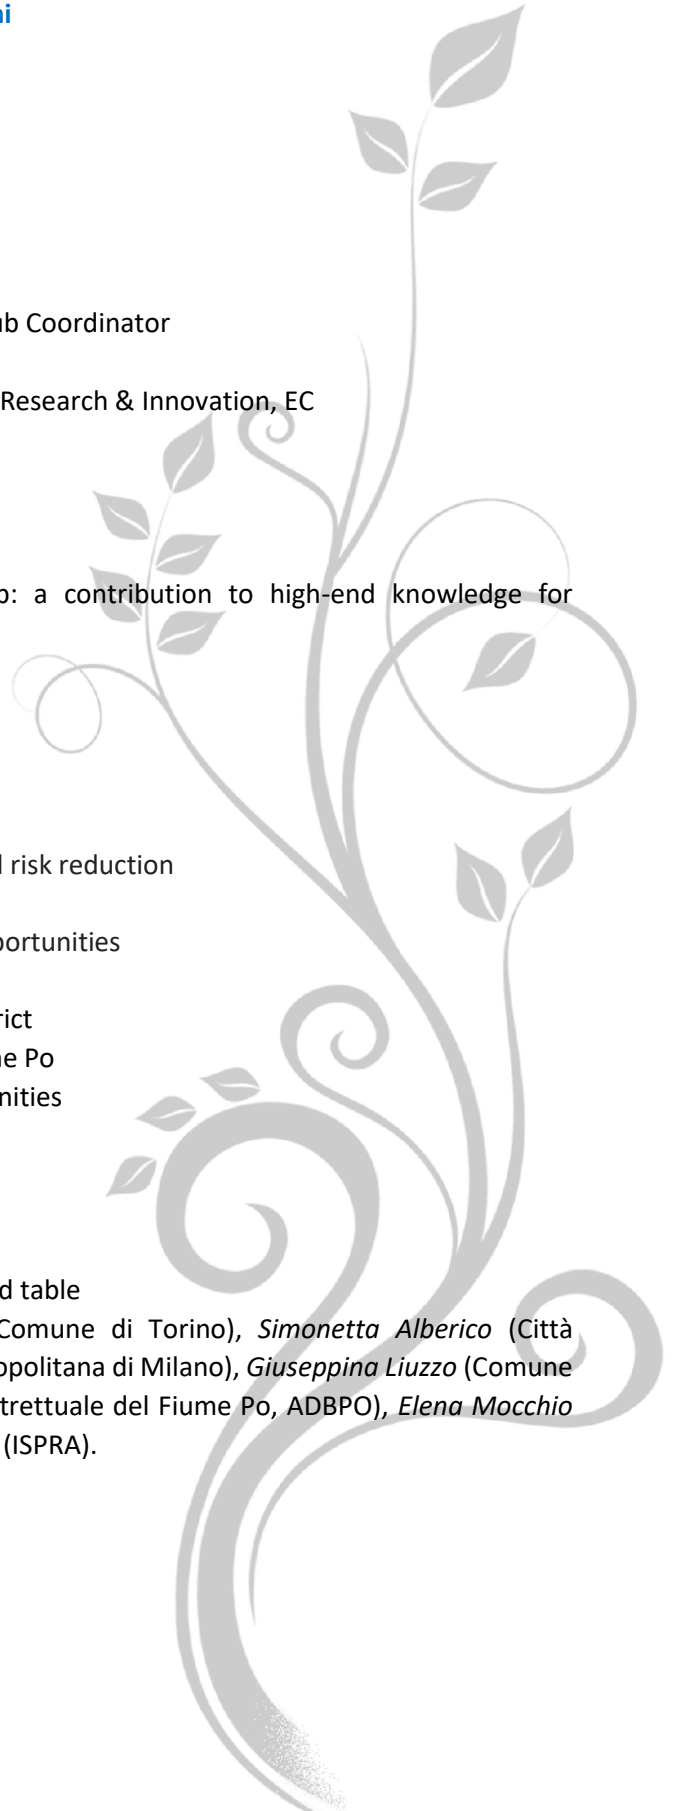 ni
ub Coordinator
Research & Innovation, EC
p: a contribution to high-end knowledge for
d risk reduction
portunities
rict
ne Po
nities
d table
Comune di Torino), Simonetta Alberico (Città
opolitana di Milano), Giuseppina Liuzzo (Comune
trettuale del Fiume Po, ADBPO), Elena Mocchio
(ISPRA).